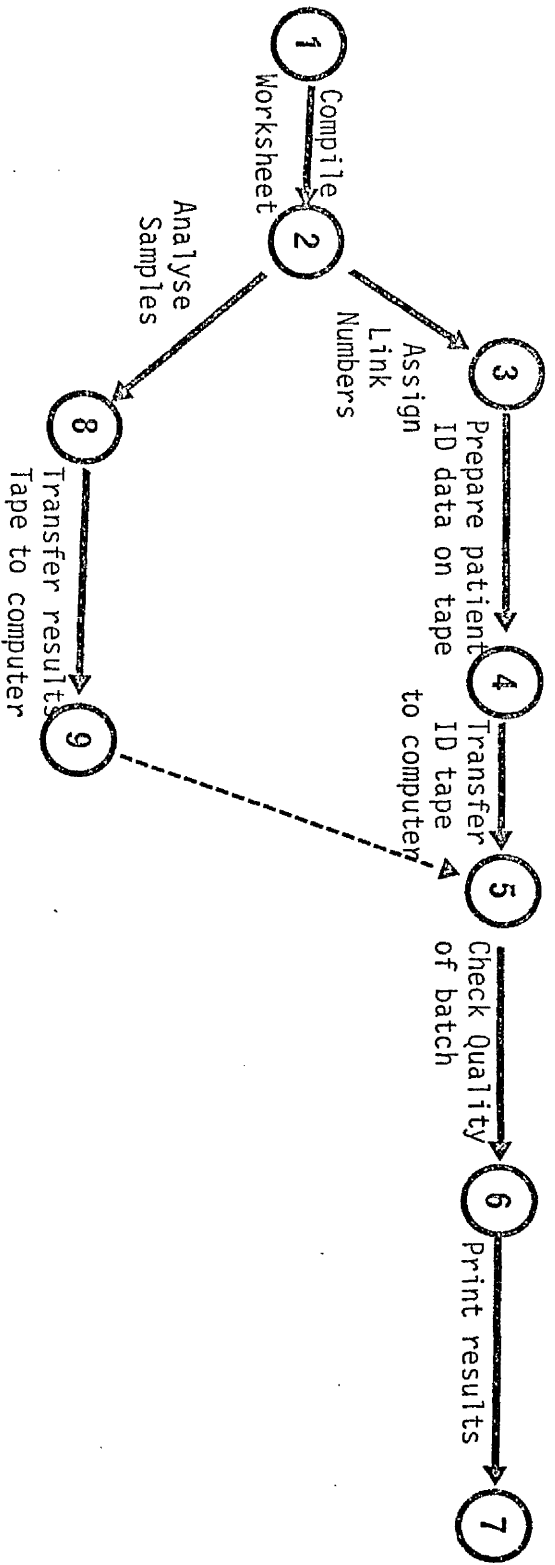 1
Compile
Worksheet
2
Assign
Link
Numbers
3
Prepare patient
ID data on tape
4
Transfer
ID tape
to computer
5
Check Quality
of batch
6
Print results
7
Analyse
Samples
8
Transfer results
Tape to computer
9